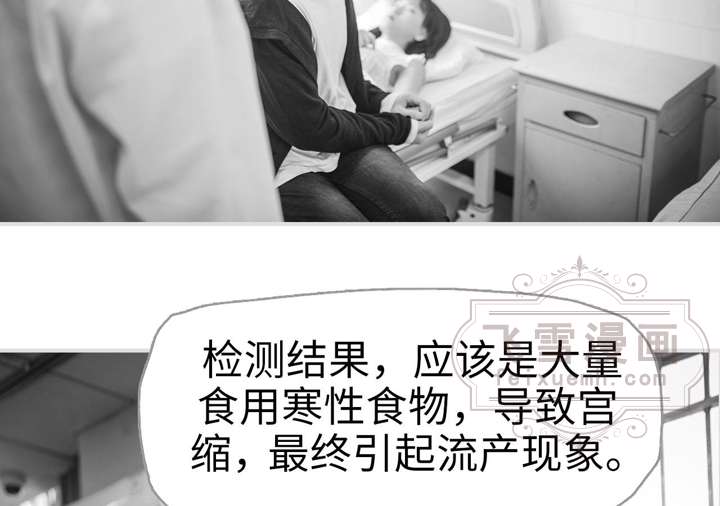 飞雪漫画
feixuemh.com
检测结果，应该是大量
食用寒性食物，导致宫
缩，最终引起流产现象。